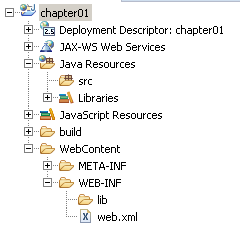 chapter01
Deployment Descriptor: chapter01
JAX-WS Web Services
Java Resources
src
Libraries
JavaScript Resources
build
WebContent
META-INF
WEB-INF
lib
web.xml